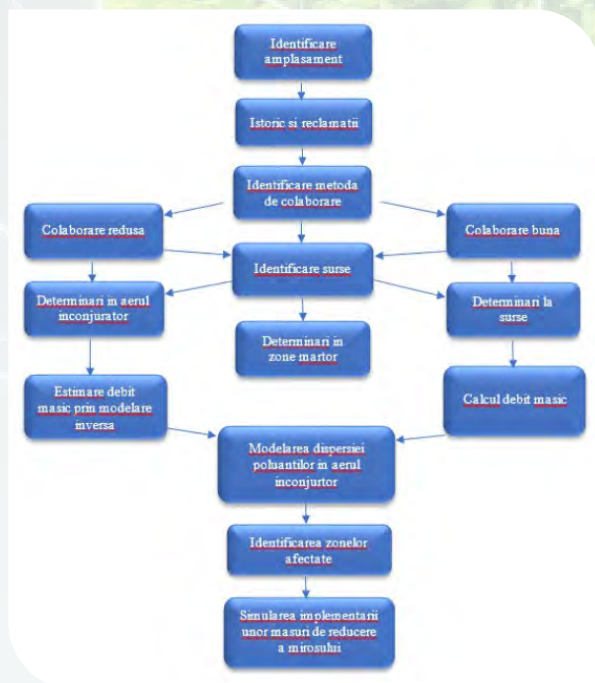 Identificare
amplasament
Istoric si reclamatii
Identificare metoda
de colaborare
Colaborare redusa
Colaborare buna
Identificare surse
Determinari in aerul
inconjurator
Determinari la
surse
Determinari in
zone martor
Estimare debit
masic prin modelare
inversa
Calcul debit masic
Modelarea dispersiei
poluantilor in aerul
inconjurtor
Identificarea zonelor
afectate
Simularea implementarii
unor masuri de reducere
a mirosului